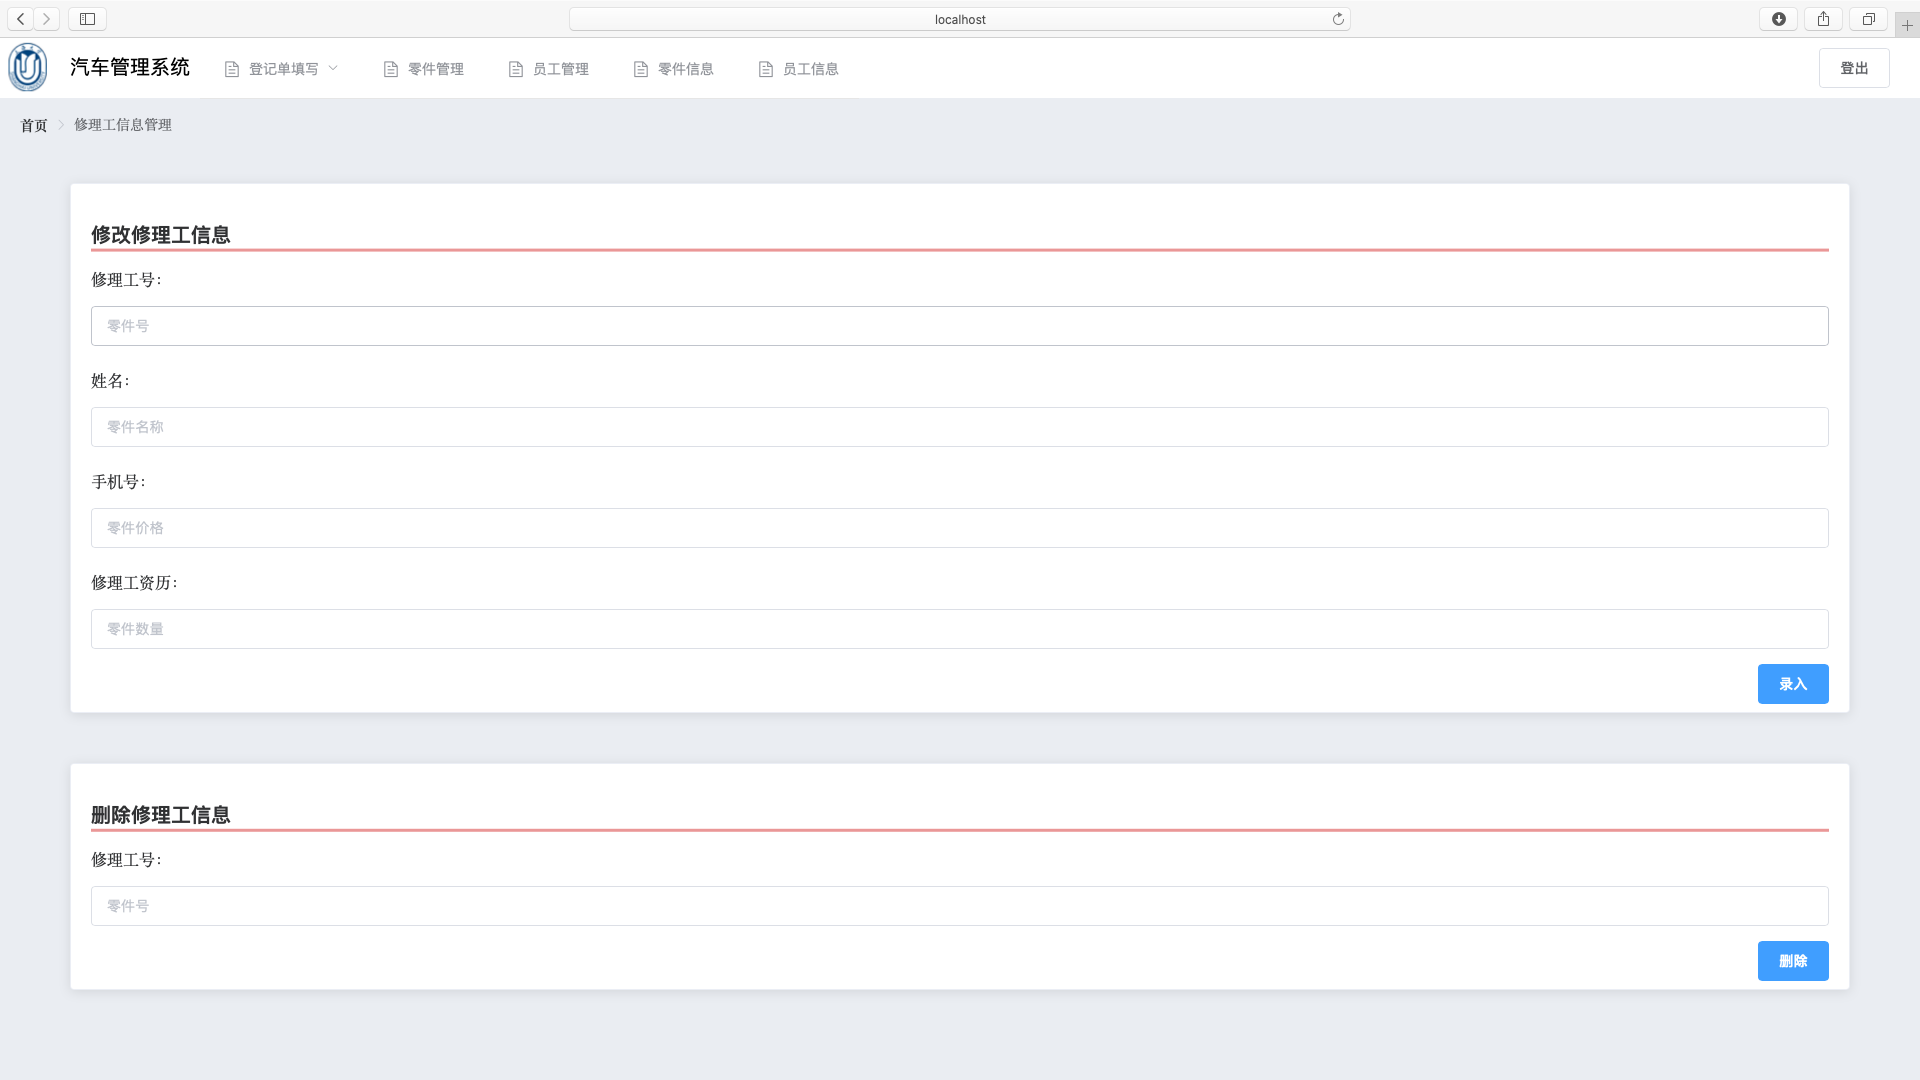 localhost
汽车管理系统 登记单填写 零件管理 员工管理 零件信息 员工信息 登出
首页 修理工信息管理
修改修理工信息
修理工号：
零件号
姓名：
零件名称
手机号：
零件价格
修理工资历：
零件数量
录入
删除修理工信息
修理工号：
零件号
删除